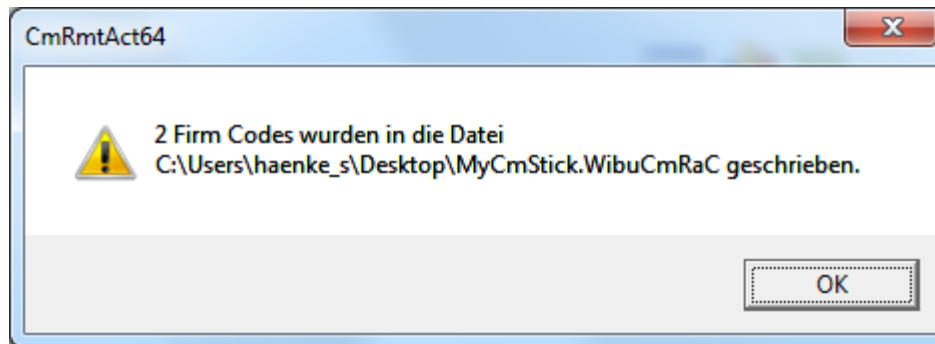 CmRmtAct64
2 Firm Codes wurden in die Datei
C:\Users\haenke_s\Desktop\MyCmStick.WibuCmRaC geschrieben.
OK